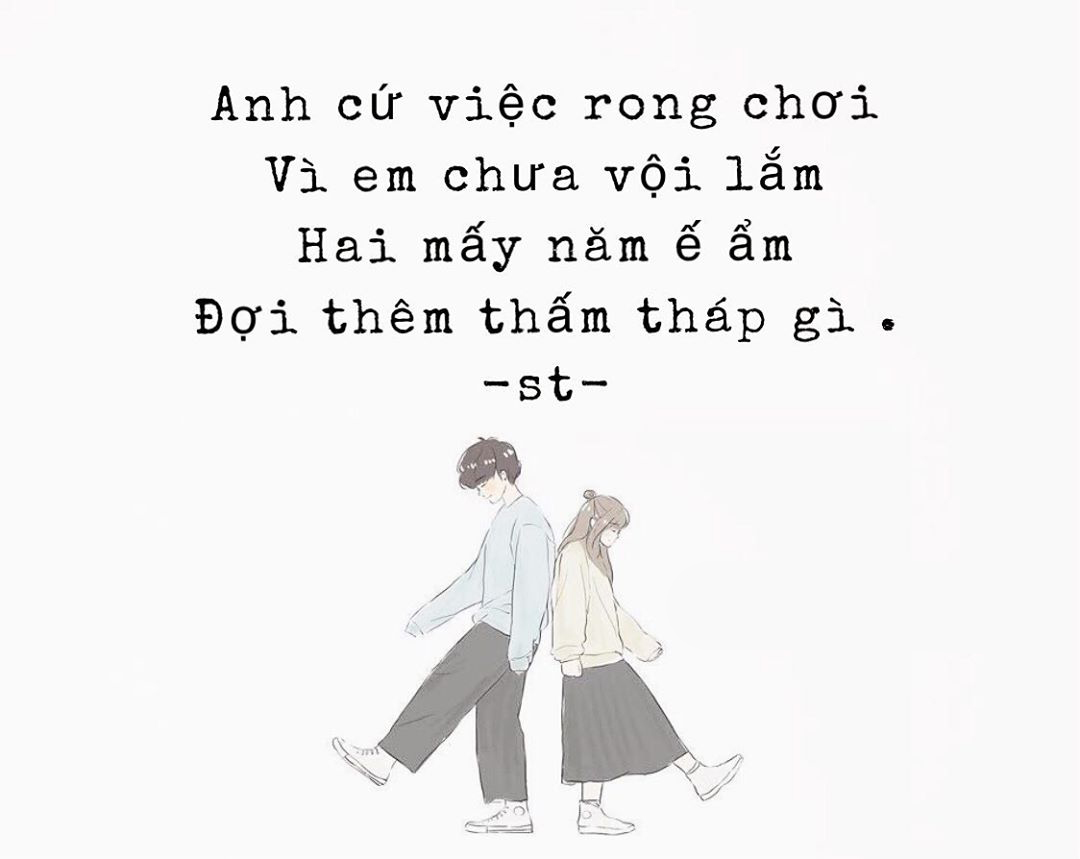 Anh cứ việc rong chơi
Vì em chưa vội lắm
Hai mấy năm ế ẩm
Đợi thêm thấm tháp gì .
-st-